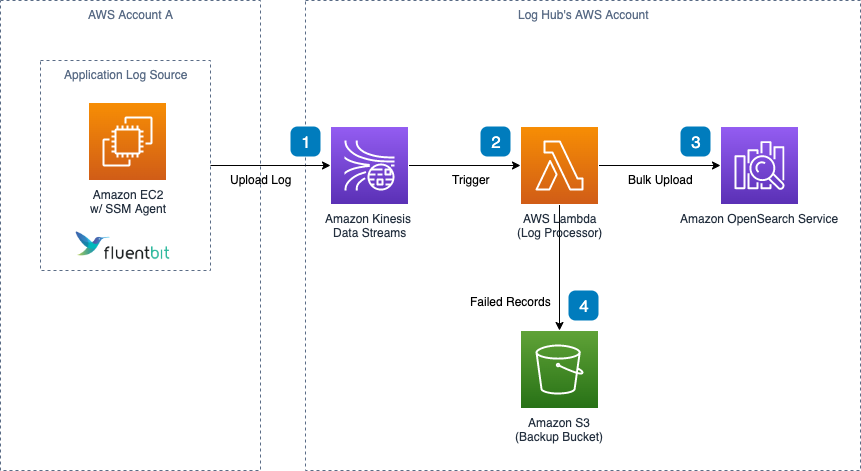 AWS Account A
Log Hub's AWS Account
Application Log Source
Amazon EC2
w/ SSM Agent
fluentbit
Upload Log
1
Amazon Kinesis
Data Streams
Trigger
2
AWS Lambda
(Log Processor)
Bulk Upload
3
Amazon OpenSearch Service
Failed Records
4
Amazon S3
(Backup Bucket)